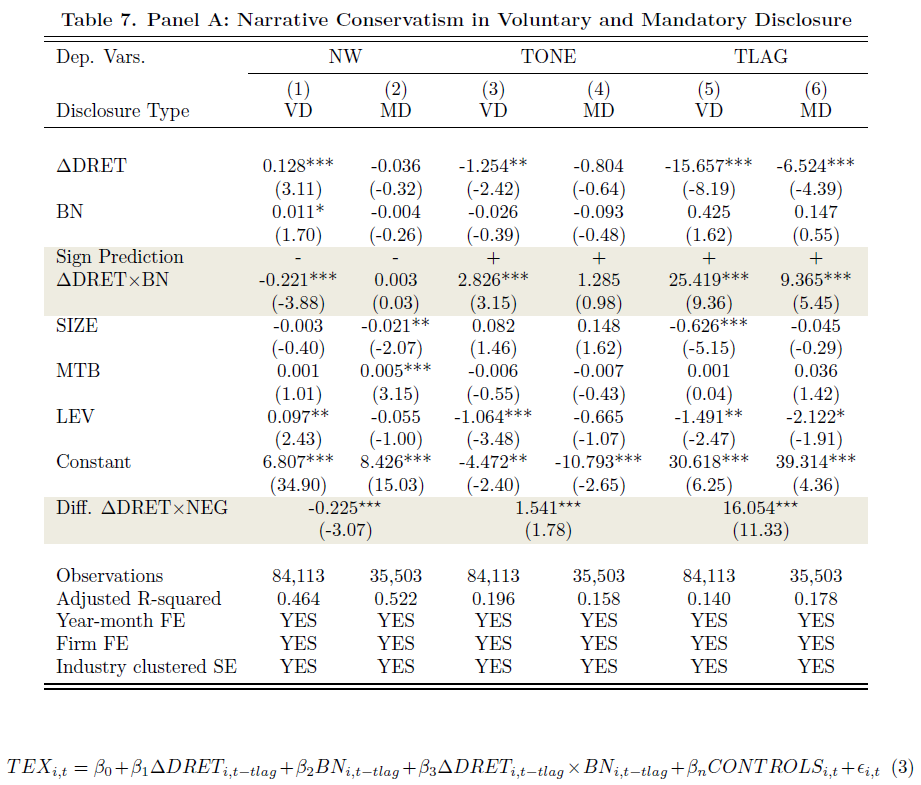 Table 7. Panel A: Narrative Conservatism in Voluntary and Mandatory Disclosure
Dep. Vars. NW TONE TLAG
(1) (2) (3) (4) (5) (6)
Disclosure Type VD MD VD MD VD MD
ΔDRET 0.128*** -0.036 -1.254** -0.804 -15.657*** -6.524***
(3.11) (-0.32) (-2.42) (-0.64) (-8.19) (-4.39)
BN 0.011* -0.004 -0.026 -0.093 0.425 0.147
(1.70) (-0.26) (-0.39) (-0.48) (1.62) (0.55)
Sign Prediction - - + + + +
ΔDRET×BN -0.221*** 0.003 2.826*** 1.285 25.419*** 9.365***
(-3.88) (0.03) (3.15) (0.98) (9.36) (5.45)
SIZE -0.003 -0.021** 0.082 0.148 -0.626*** -0.045
(-0.40) (-2.07) (1.46) (1.62) (-5.15) (-0.29)
MTB 0.001 0.005*** -0.006 -0.007 0.001 0.036
(1.01) (3.15) (-0.55) (-0.43) (0.04) (1.42)
LEV 0.097** -0.055 -1.064*** -0.665 -1.491** -2.122*
(2.43) (-1.00) (-3.48) (-1.07) (-2.47) (-1.91)
Constant 6.807*** 8.426*** -4.472** -10.793*** 30.618*** 39.314***
(34.90) (15.03) (-2.40) (-2.65) (6.25) (4.36)
Diff. ΔDRET×NEG -0.225*** 1.541*** 16.054***
(-3.07) (1.78) (11.33)
Observations 84,113 35,503 84,113 35,503 84,113 35,503
Adjusted R-squared 0.464 0.522 0.196 0.158 0.140 0.178
Year-month FE YES YES YES YES YES YES
Firm FE YES YES YES YES YES YES
Industry clustered SE YES YES YES YES YES YES
TEX_{i,t} = β_0+β_1ΔDRET_{i,t−tlag}+β_2BN_{i,t−tlag}+β_3ΔDRET_{i,t−tlag}×BN_{i,t−tlag}+β_nCONTROLS_{i,t}+ϵ_{i,t} (3)